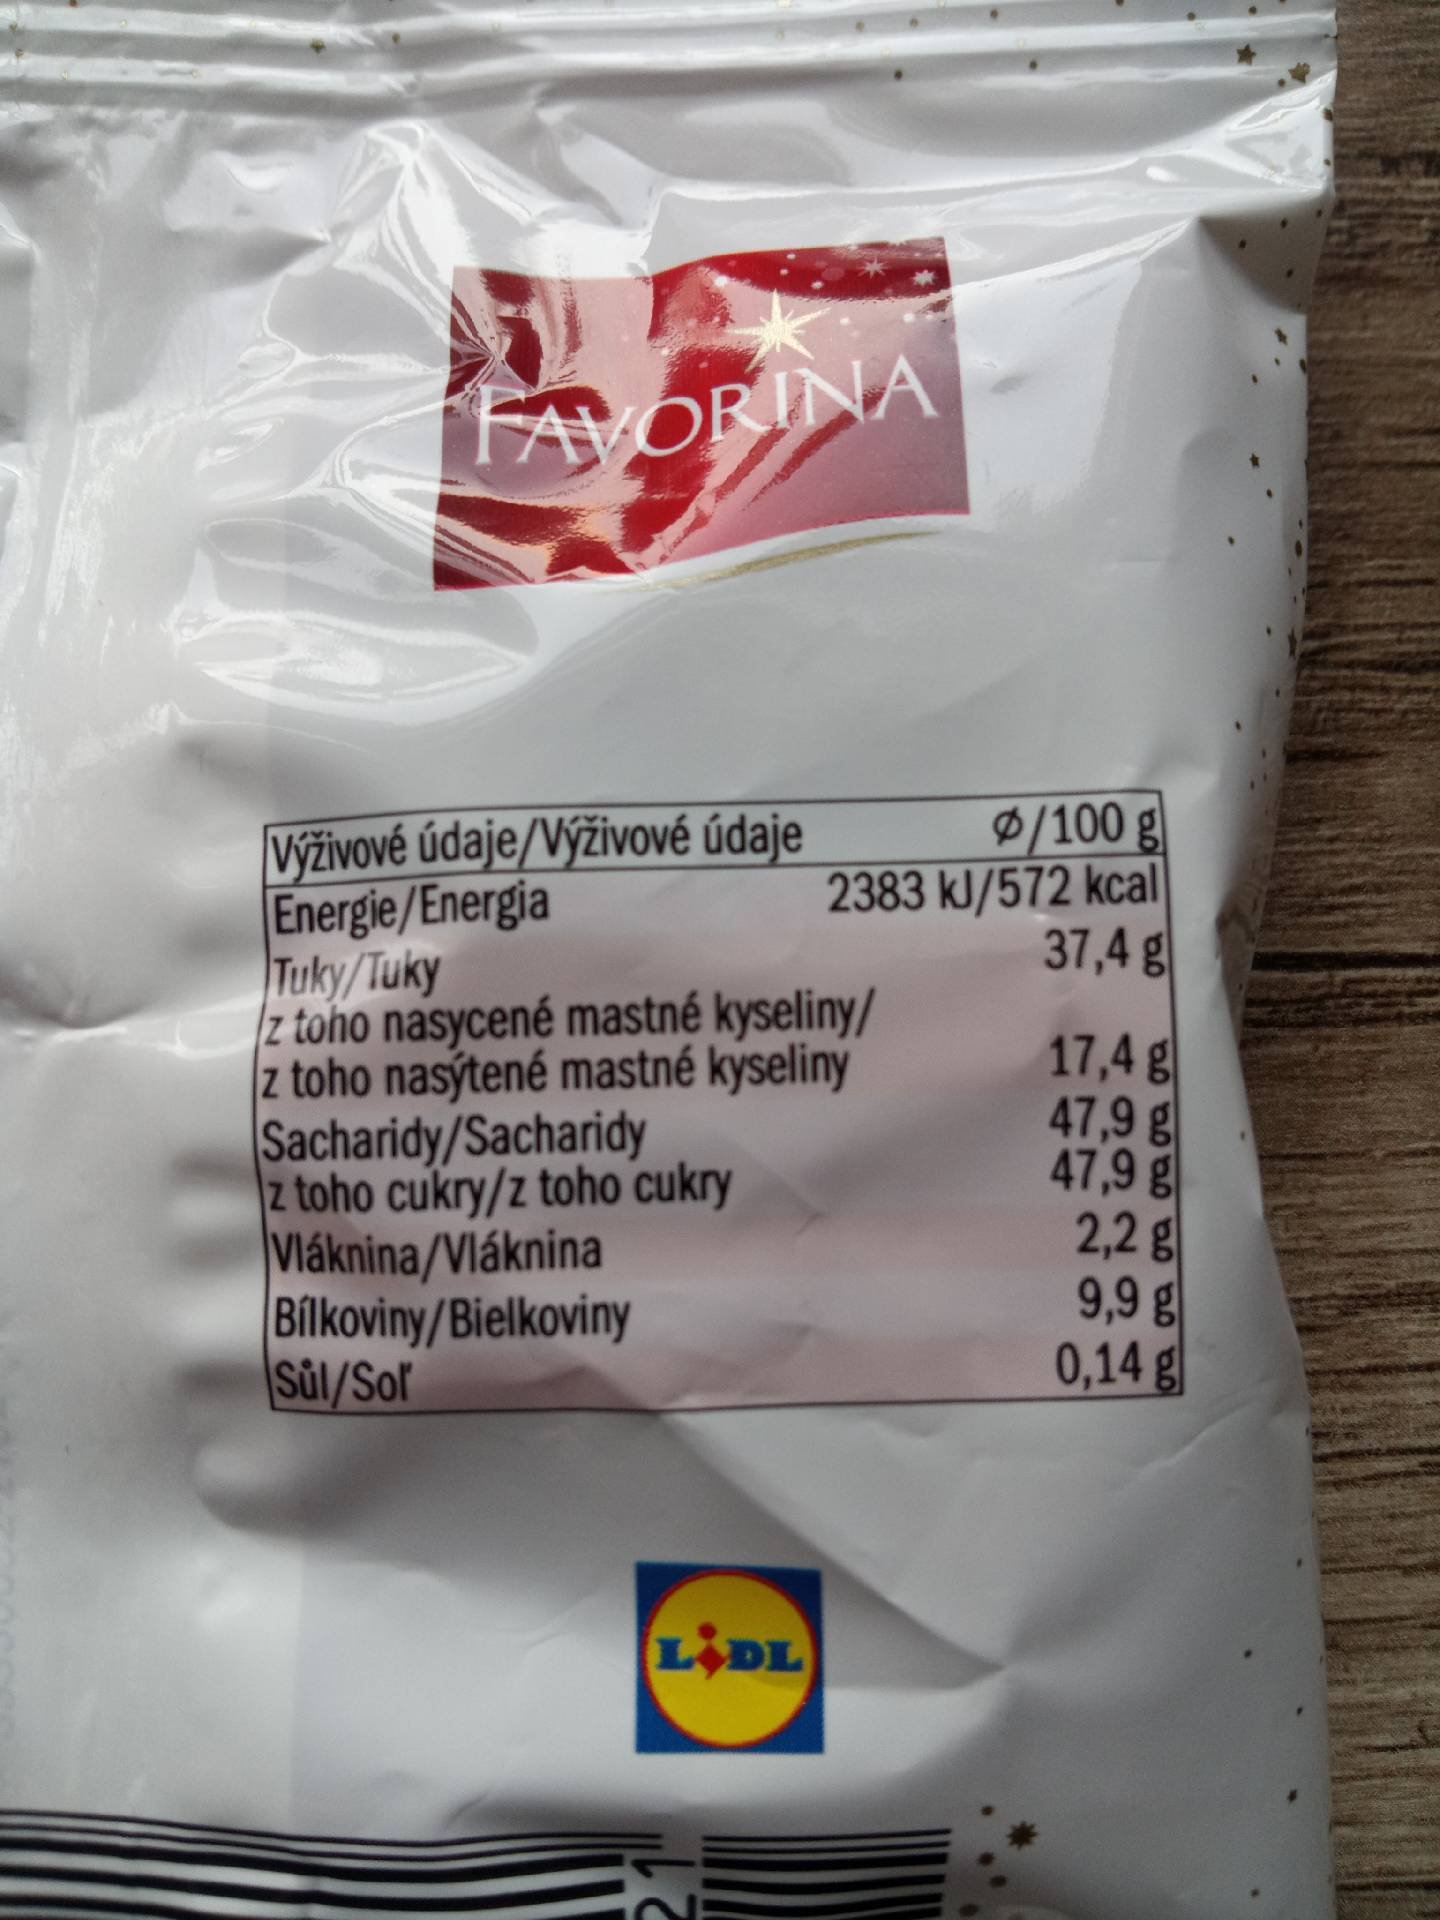 FAVORINA
Výživové údaje/Výživové údaje Ø/100 g
Energie/Energia 2383 kJ/572 kcal
Tuky/Tuky 37,4 g
z toho nasycené mastné kyseliny/
z toho nasýtené mastné kyseliny 17,4 g
Sacharidy/Sacharidy 47,9 g
z toho cukry/z toho cukry 47,9 g
Vláknina/Vláknina 2,2 g
Bílkoviny/Bielkoviny 9,9 g
Sůl/Soľ 0,14 g
LIDL
21